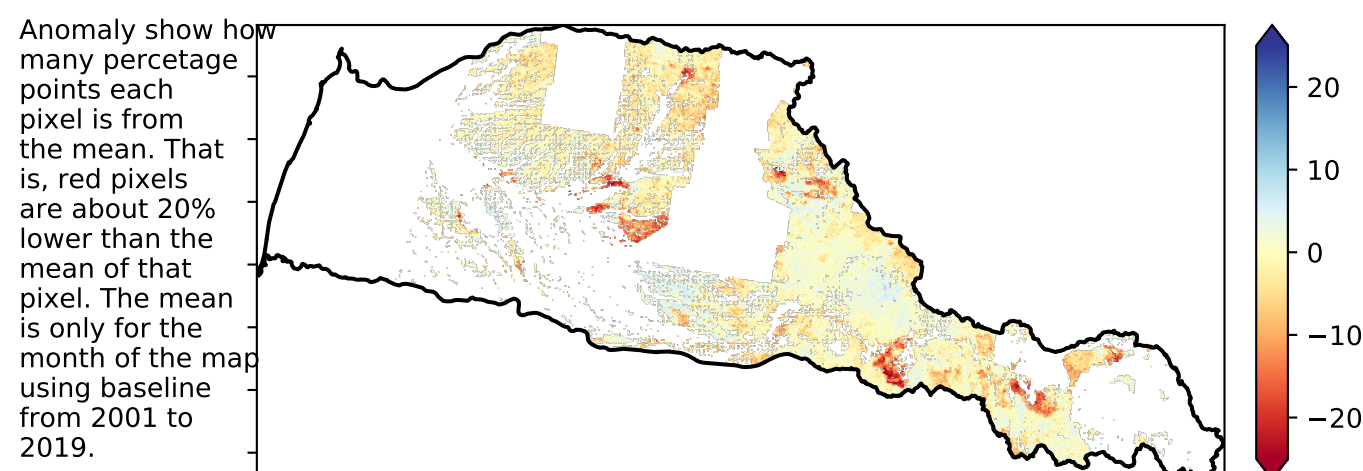 Anomaly show how
many percetage
points each
pixel is from
the mean. That
is, red pixels
are about 20%
lower than the
mean of that
pixel. The mean
is only for the
month of the map
using baseline
from 2001 to
2019.
20
10
0
−10
−20